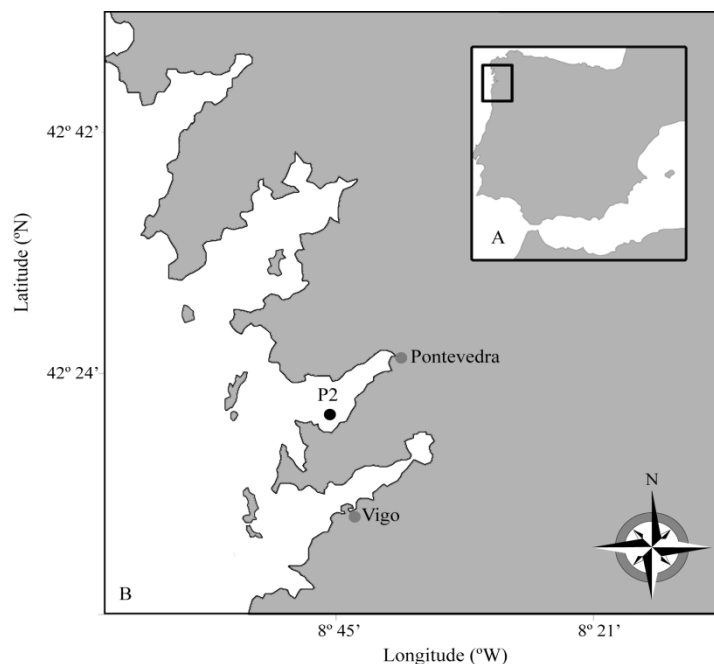 A
42º 42’
Latitude (ºN)
Pontevedra
42º 24’
P2
N
Vigo
B
8º 45’
8º 21’
Longitude (ºW)